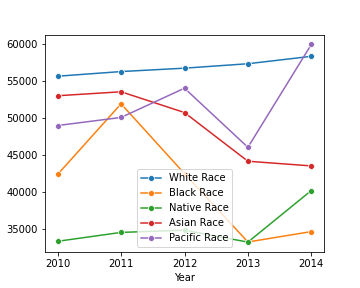 60000
55000
50000
45000
40000
35000
White Race
Black Race
Native Race
Asian Race
Pacific Race
2010 2011 2012 2013 2014
Year